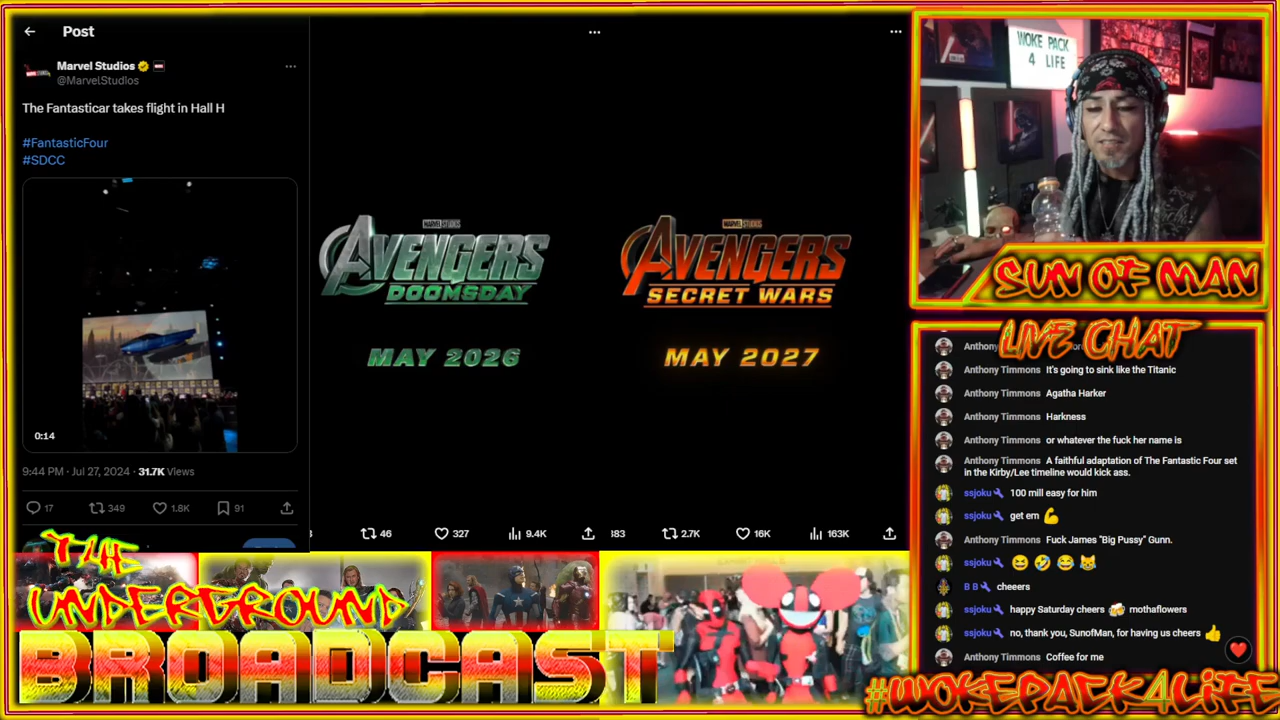 Post
Marvel Studios
@MarvelStudios
The Fantasticar takes flight in Hall H
#FantasticFour
#SDCC
0:14
9:44 PM · Jul 27, 2024 · 31.7K Views
17
349
1.8K
91
MARVEL STUDIOS
AVENGERS
DOOMSDAY
MAY 2026
46
327
9.4K
MARVEL STUDIOS
AVENGERS
SECRET WARS
MAY 2027
383
2.7K
16K
163K
WOKE PACK
4 LIFE
SUN OF MAN
LIVE CHAT
Anthony Timmons It's going to sink like the Titanic
Anthony Timmons Agatha Harker
Anthony Timmons Harkness
Anthony Timmons or whatever the fuck her name is
Anthony Timmons A faithful adaptation of The Fantastic Four set
in the Kirby/Lee timeline would kick ass.
ssjoku 100 mill easy for him
ssjoku get em 💪
Anthony Timmons Fuck James "Big Pussy" Gunn.
ssjoku 😆 🤣 😂 😹
B B cheeers
ssjoku happy Saturday cheers 🍻 mothaflowers
ssjoku no, thank you, SunofMan, for having us cheers 👍
Anthony Timmons Coffee for me
THE
UNDERGROUND
BROADCAST
#WOKEPACK4LIFE